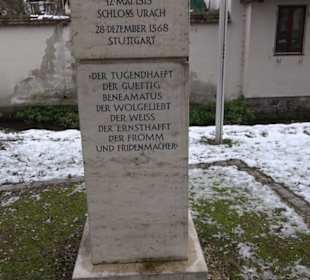 12. MAI 1515
SCHLOSS URACH
28. DEZEMBER 1568
STUTTGART
»DER TUGENDHAFFT
DER GUETTIG
BENEAMATUS
DER WOLGELIEBT
DER WEISS
DER ERNSTHAFFT
DER FROMM
UND FRIDENMACHER«